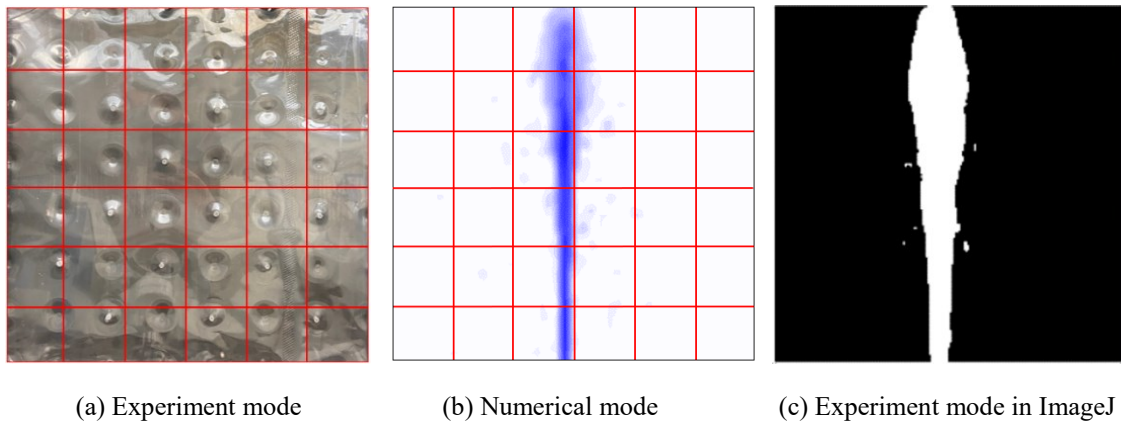 (a) Experiment mode
(b) Numerical mode
(c) Experiment mode in ImageJ